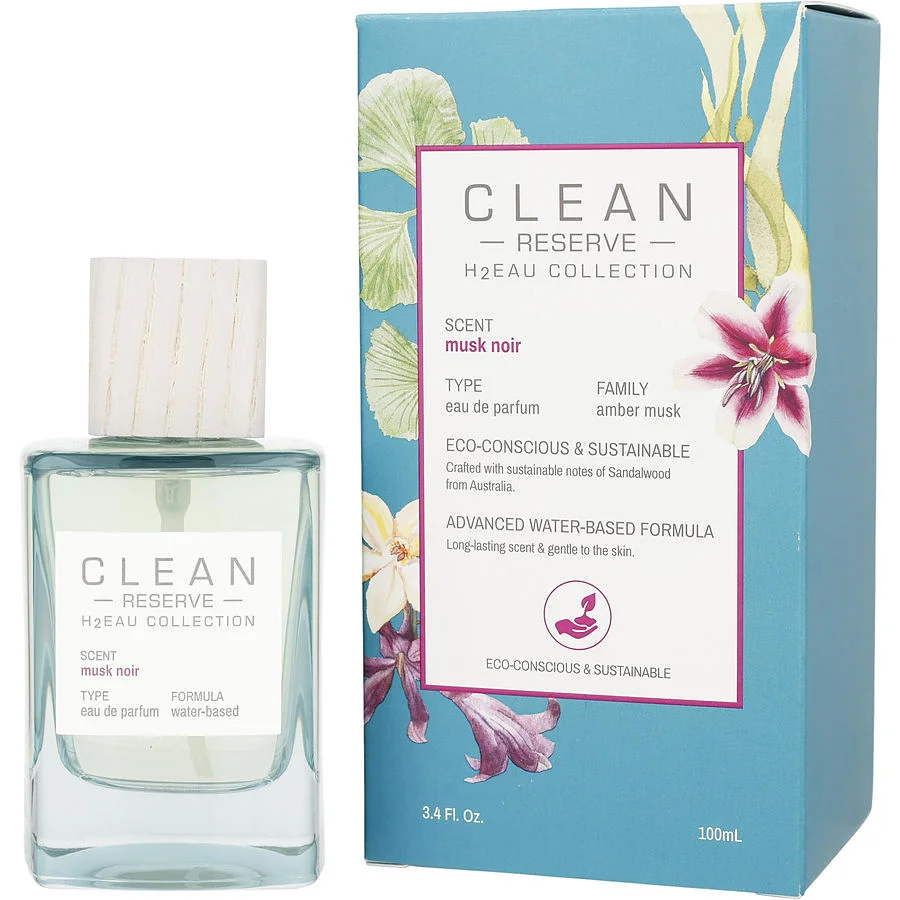 CLEAN
— RESERVE —
H2EAU COLLECTION
SCENT
musk noir
TYPE FORMULA
eau de parfum water-based
CLEAN
— RESERVE —
H2EAU COLLECTION
SCENT
musk noir
TYPE FAMILY
eau de parfum amber musk
ECO-CONSCIOUS & SUSTAINABLE
Crafted with sustainable notes of Sandalwood
from Australia.
ADVANCED WATER-BASED FORMULA
Long-lasting scent & gentle to the skin.
ECO-CONSCIOUS & SUSTAINABLE
3.4 Fl. Oz. 100mL